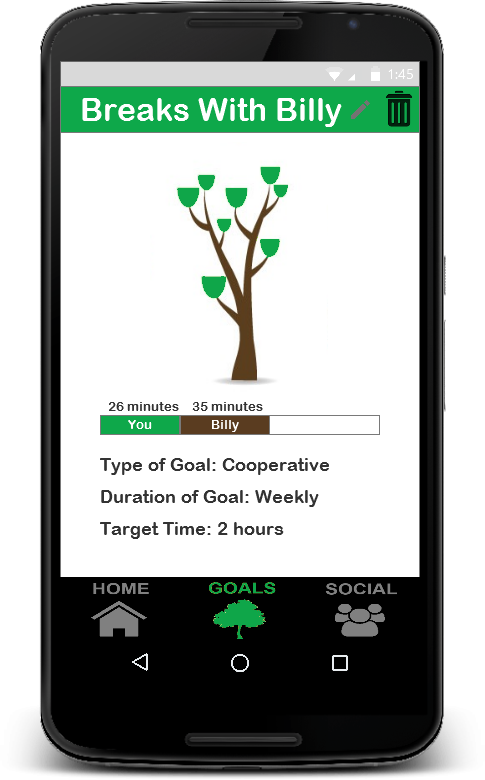 1:45
Breaks With Billy
26 minutes 35 minutes
You Billy
Type of Goal: Cooperative
Duration of Goal: Weekly
Target Time: 2 hours
HOME GOALS SOCIAL